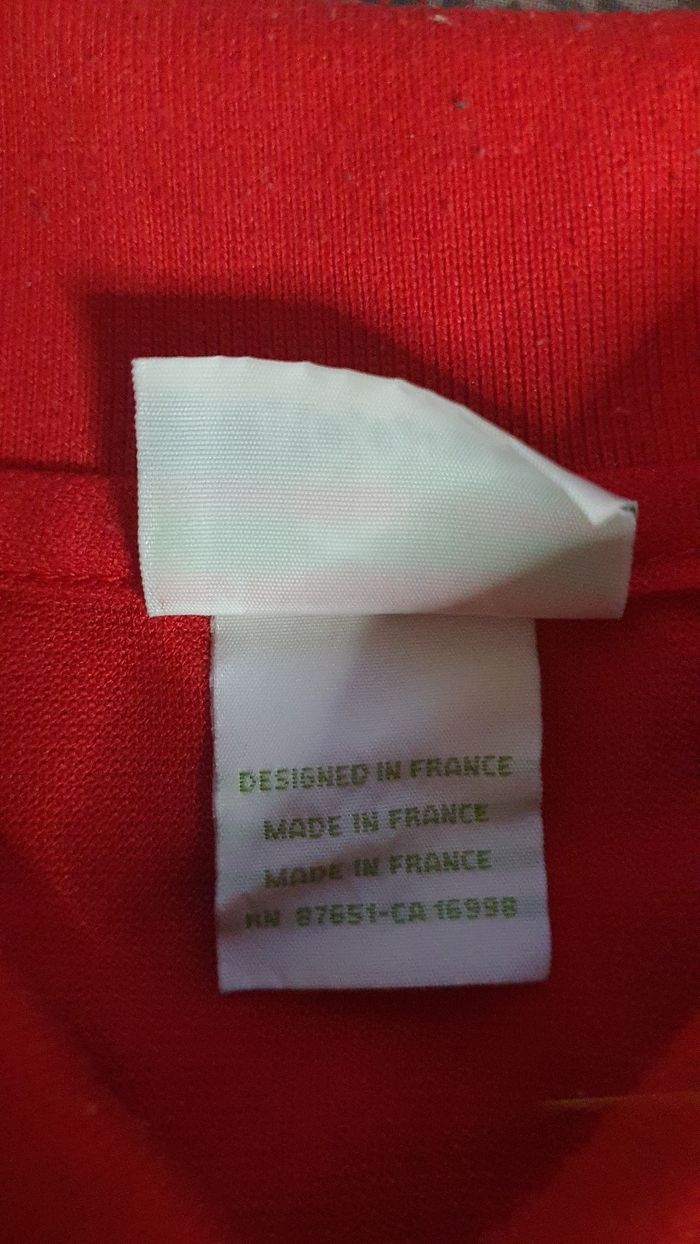 DESIGNED IN FRANCE
MADE IN FRANCE
MADE IN FRANCE
RN 87651-CA 16998